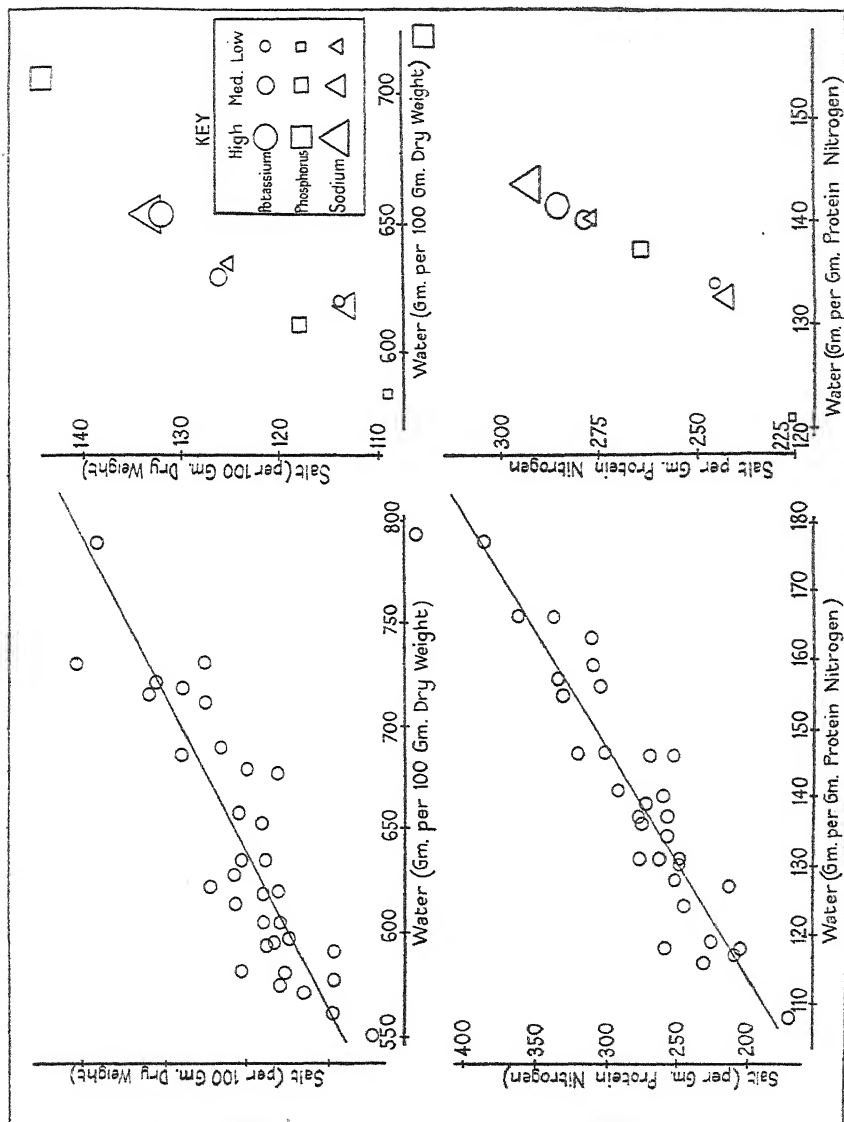 KEY
High Med. Low
Potassium
Phosphorus
Sodium
Salt (per 100 Gm. Dry Weight)
140
130
120
110
600
650
700
Water (Gm. per 100 Gm. Dry Weight)
Salt per Gm. Protein Nitrogen
300
275
250
225
120
130
140
150
Water (Gm. per Gm. Protein Nitrogen)
Salt (per 100 Gm. Dry Weight)
550
600
650
700
750
800
Water (Gm. per 100 Gm. Dry Weight)
Salt (per Gm. Protein Nitrogen)
400
300
250
200
110
120
130
140
150
160
170
180
Water (Gm. per Gm. Protein Nitrogen)